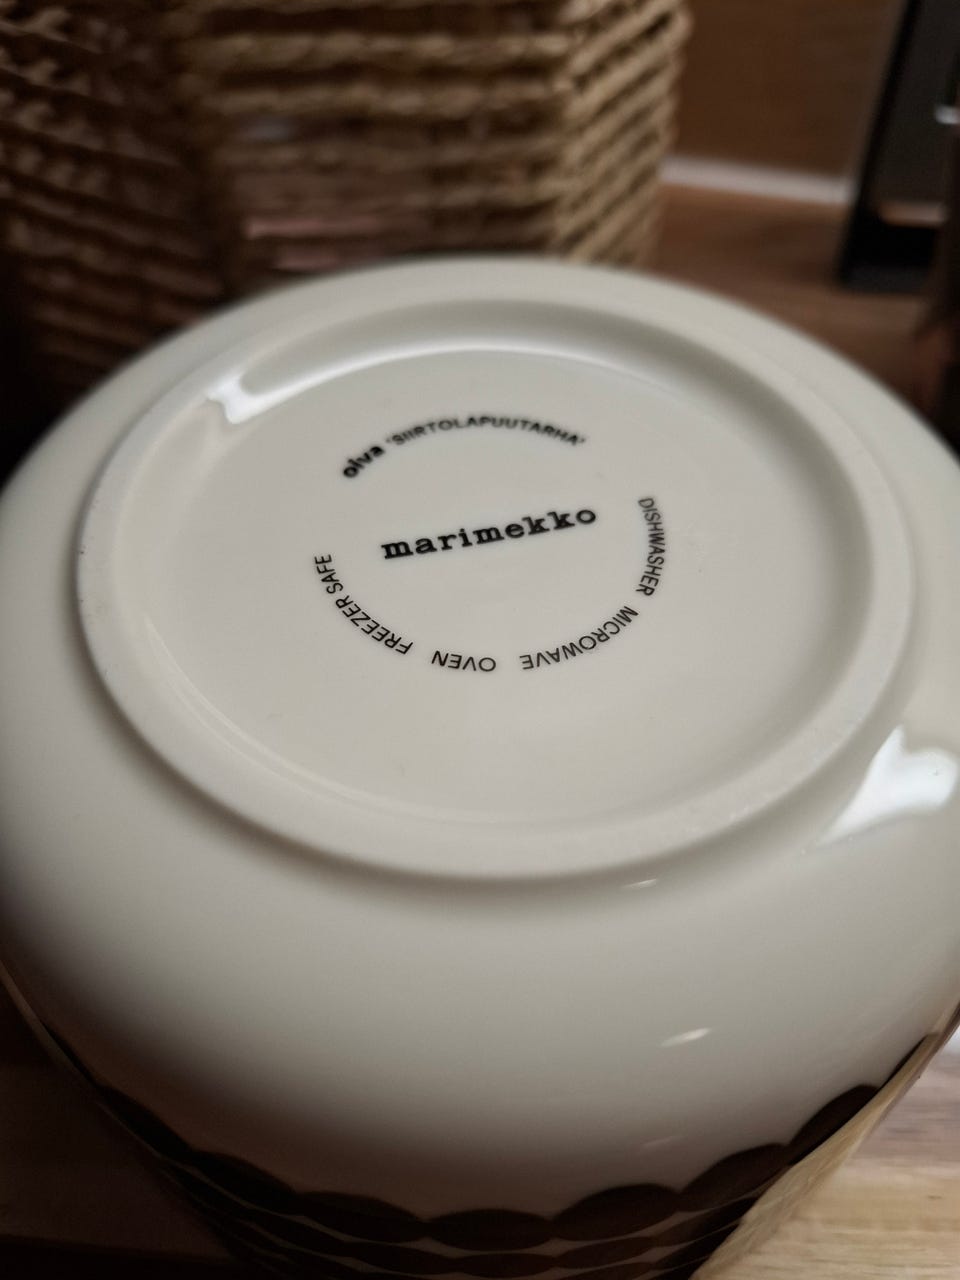 oiva 'SIIRTOLAPUUTARHA'
marimekko
DISHWASHER MICROWAVE OVEN FREEZER SAFE